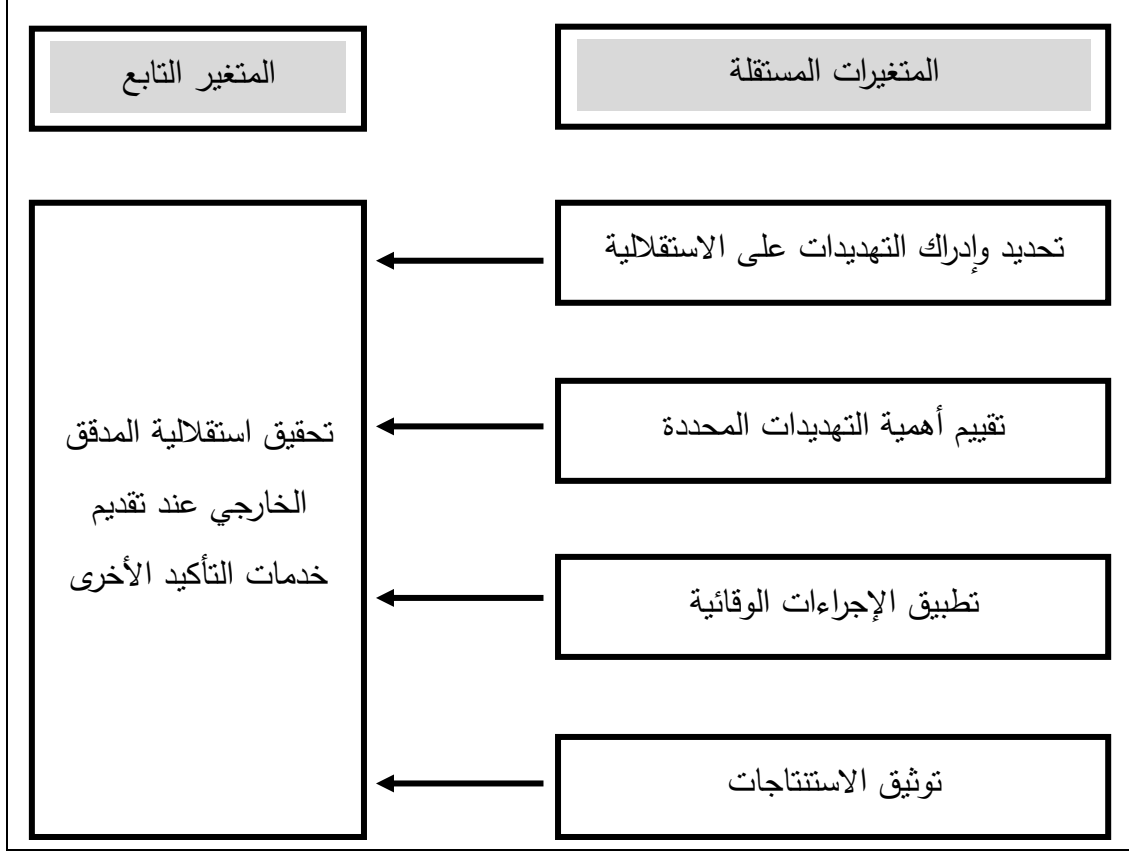 المتغيرات المستقلة
المتغير التابع
تحديد وإدراك التهديدات على الاستقلالية
تقييم أهمية التهديدات المحددة
تطبيق الإجراءات الوقائية
توثيق الاستنتاجات
تحقيق استقلالية المدقق
الخارجي عند تقديم
خدمات التأكيد الأخرى